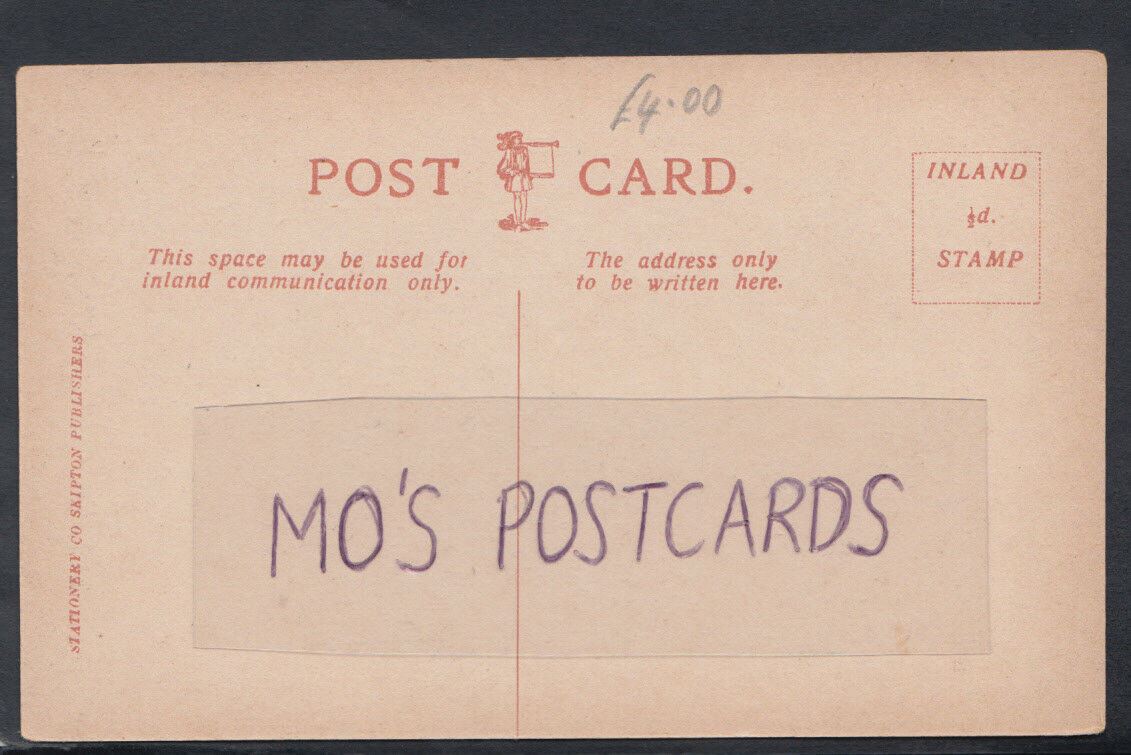 £4.00
POST CARD.
INLAND
½d.
STAMP
This space may be used for
inland communication only.
The address only
to be written here.
STATIONERY CO SKIPTON PUBLISHERS
MO'S POSTCARDS